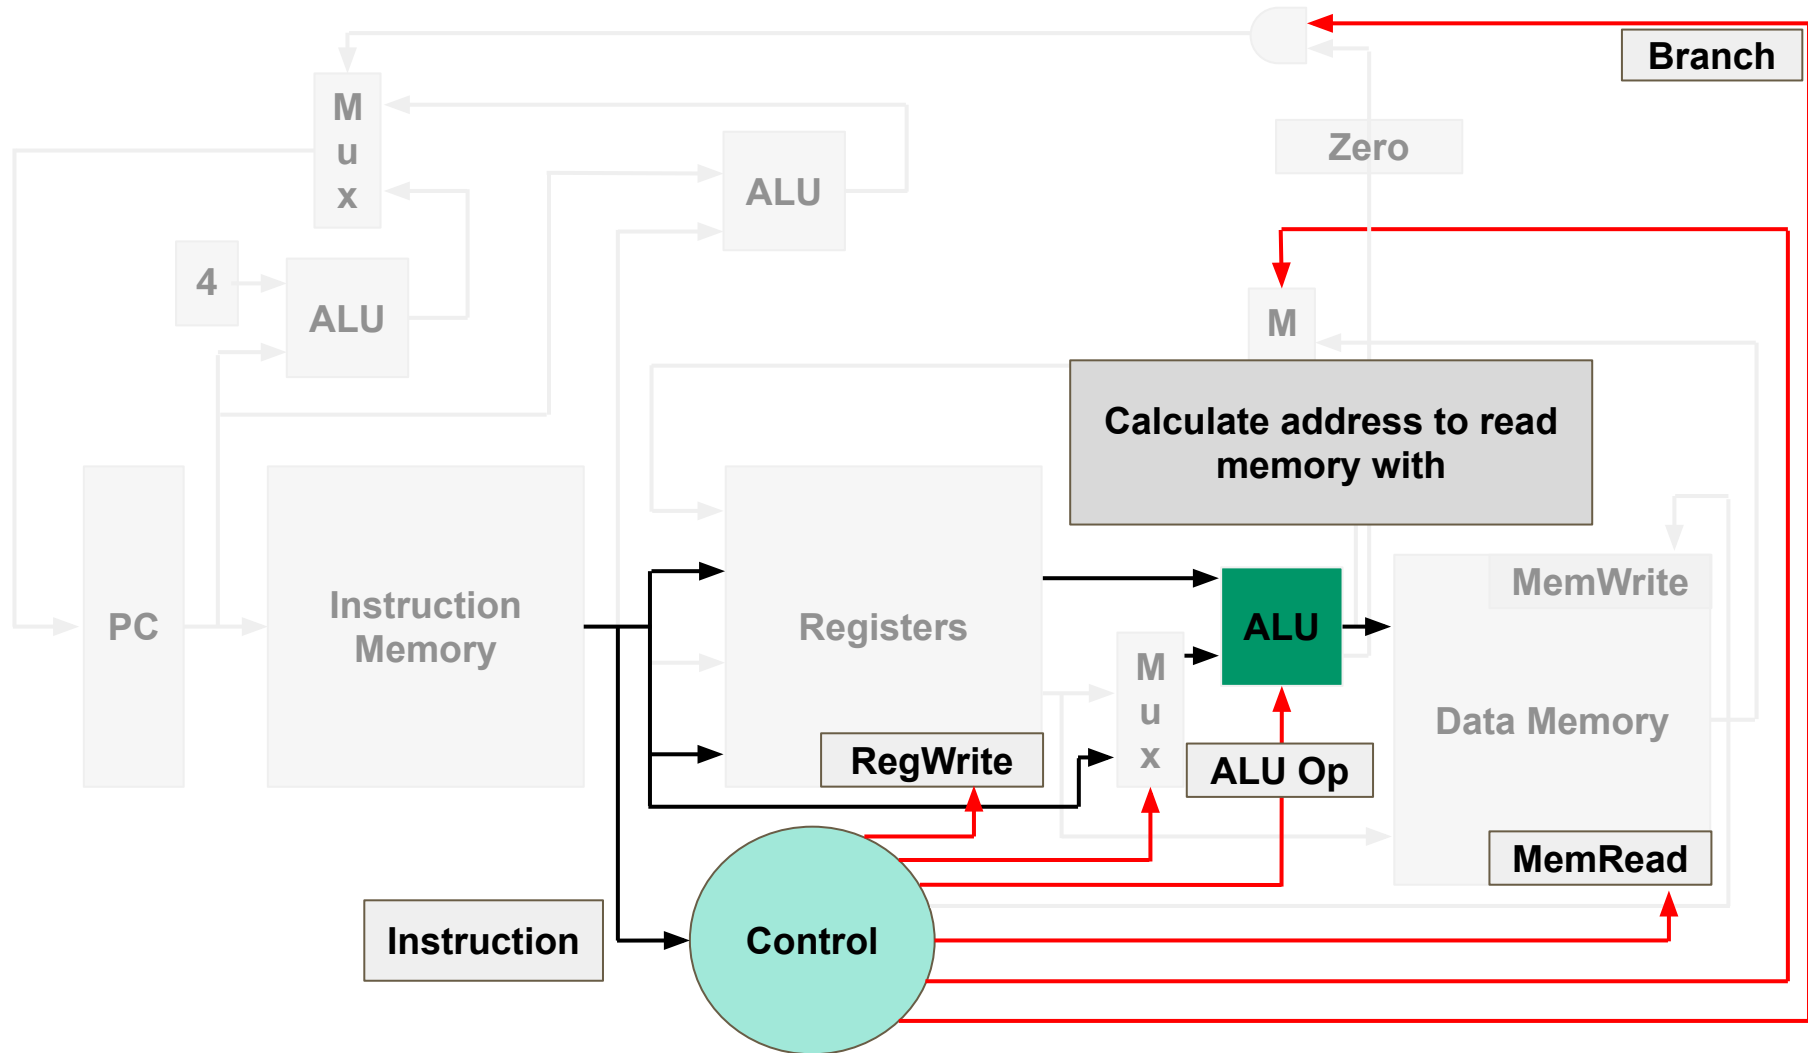 Branch
M
u
x
Zero
ALU
4
ALU
M
Calculate address to read
memory with
PC
Instruction
Memory
Registers
ALU
MemWrite
M
u
x
Data Memory
RegWrite
ALU Op
MemRead
Instruction
Control